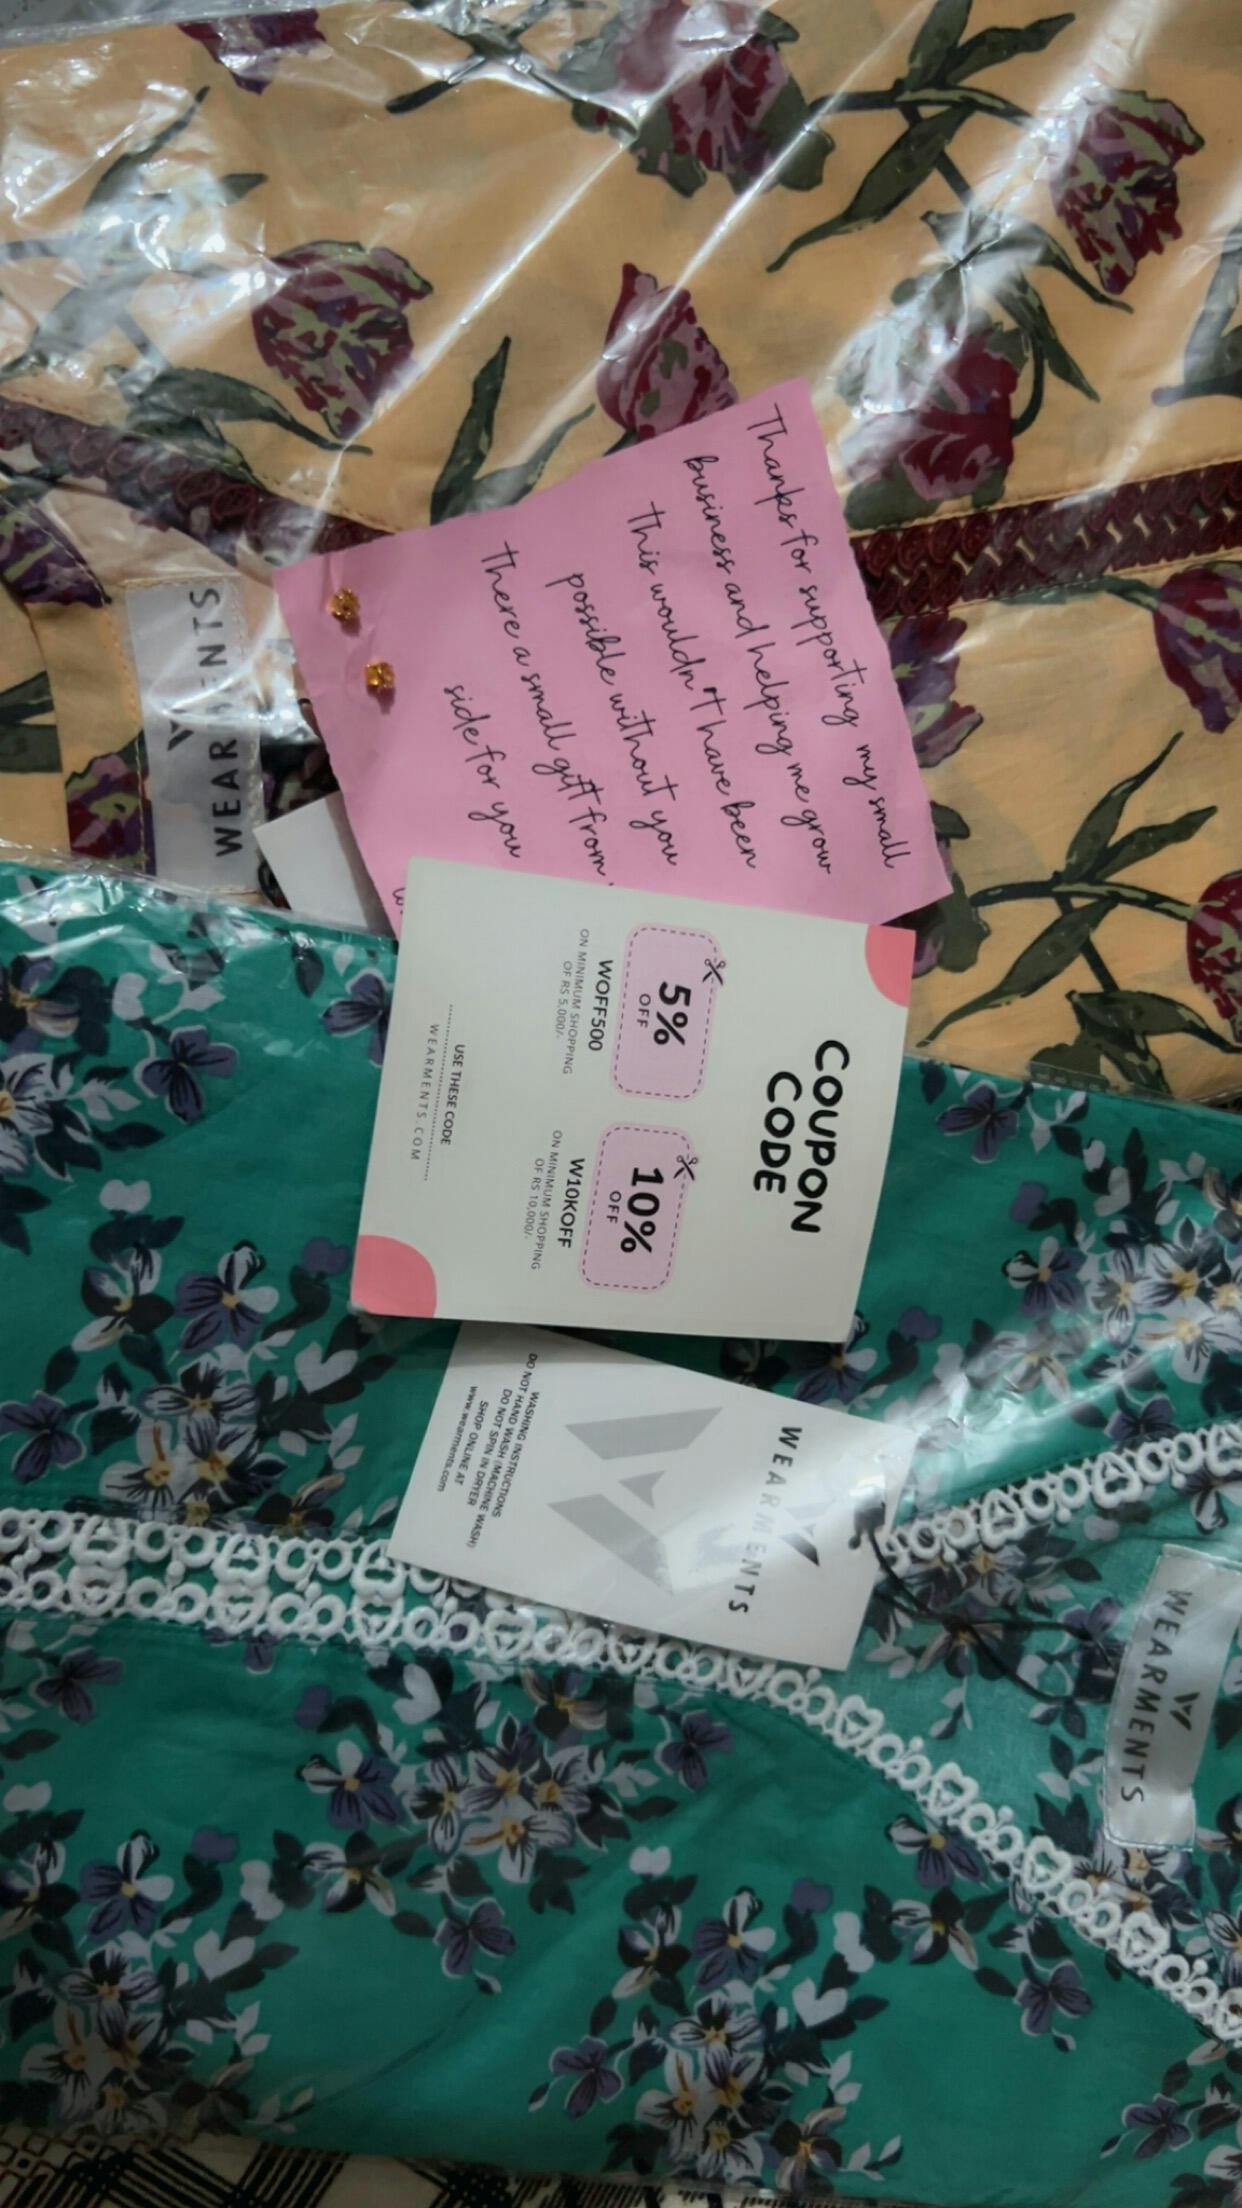 Thanks for supporting my small
business and helping me grow
This wouldn't have been
possible without you
There a small gift from
side for you
WEARMENTS
COUPON
CODE
5%
OFF
WOFF500
ON MINIMUM SHOPPING
OF RS 5,000/-
10%
OFF
W10KOFF
ON MINIMUM SHOPPING
OF RS 10,000/-
USE THESE CODE
WEARMENTS.COM
WEARMENTS
WASHING INSTRUCTIONS
DO NOT HAND WASH (MACHINE WASH)
DO NOT SPIN IN DRYER
SHOP ONLINE AT
www.wearments.com
WEARMENTS